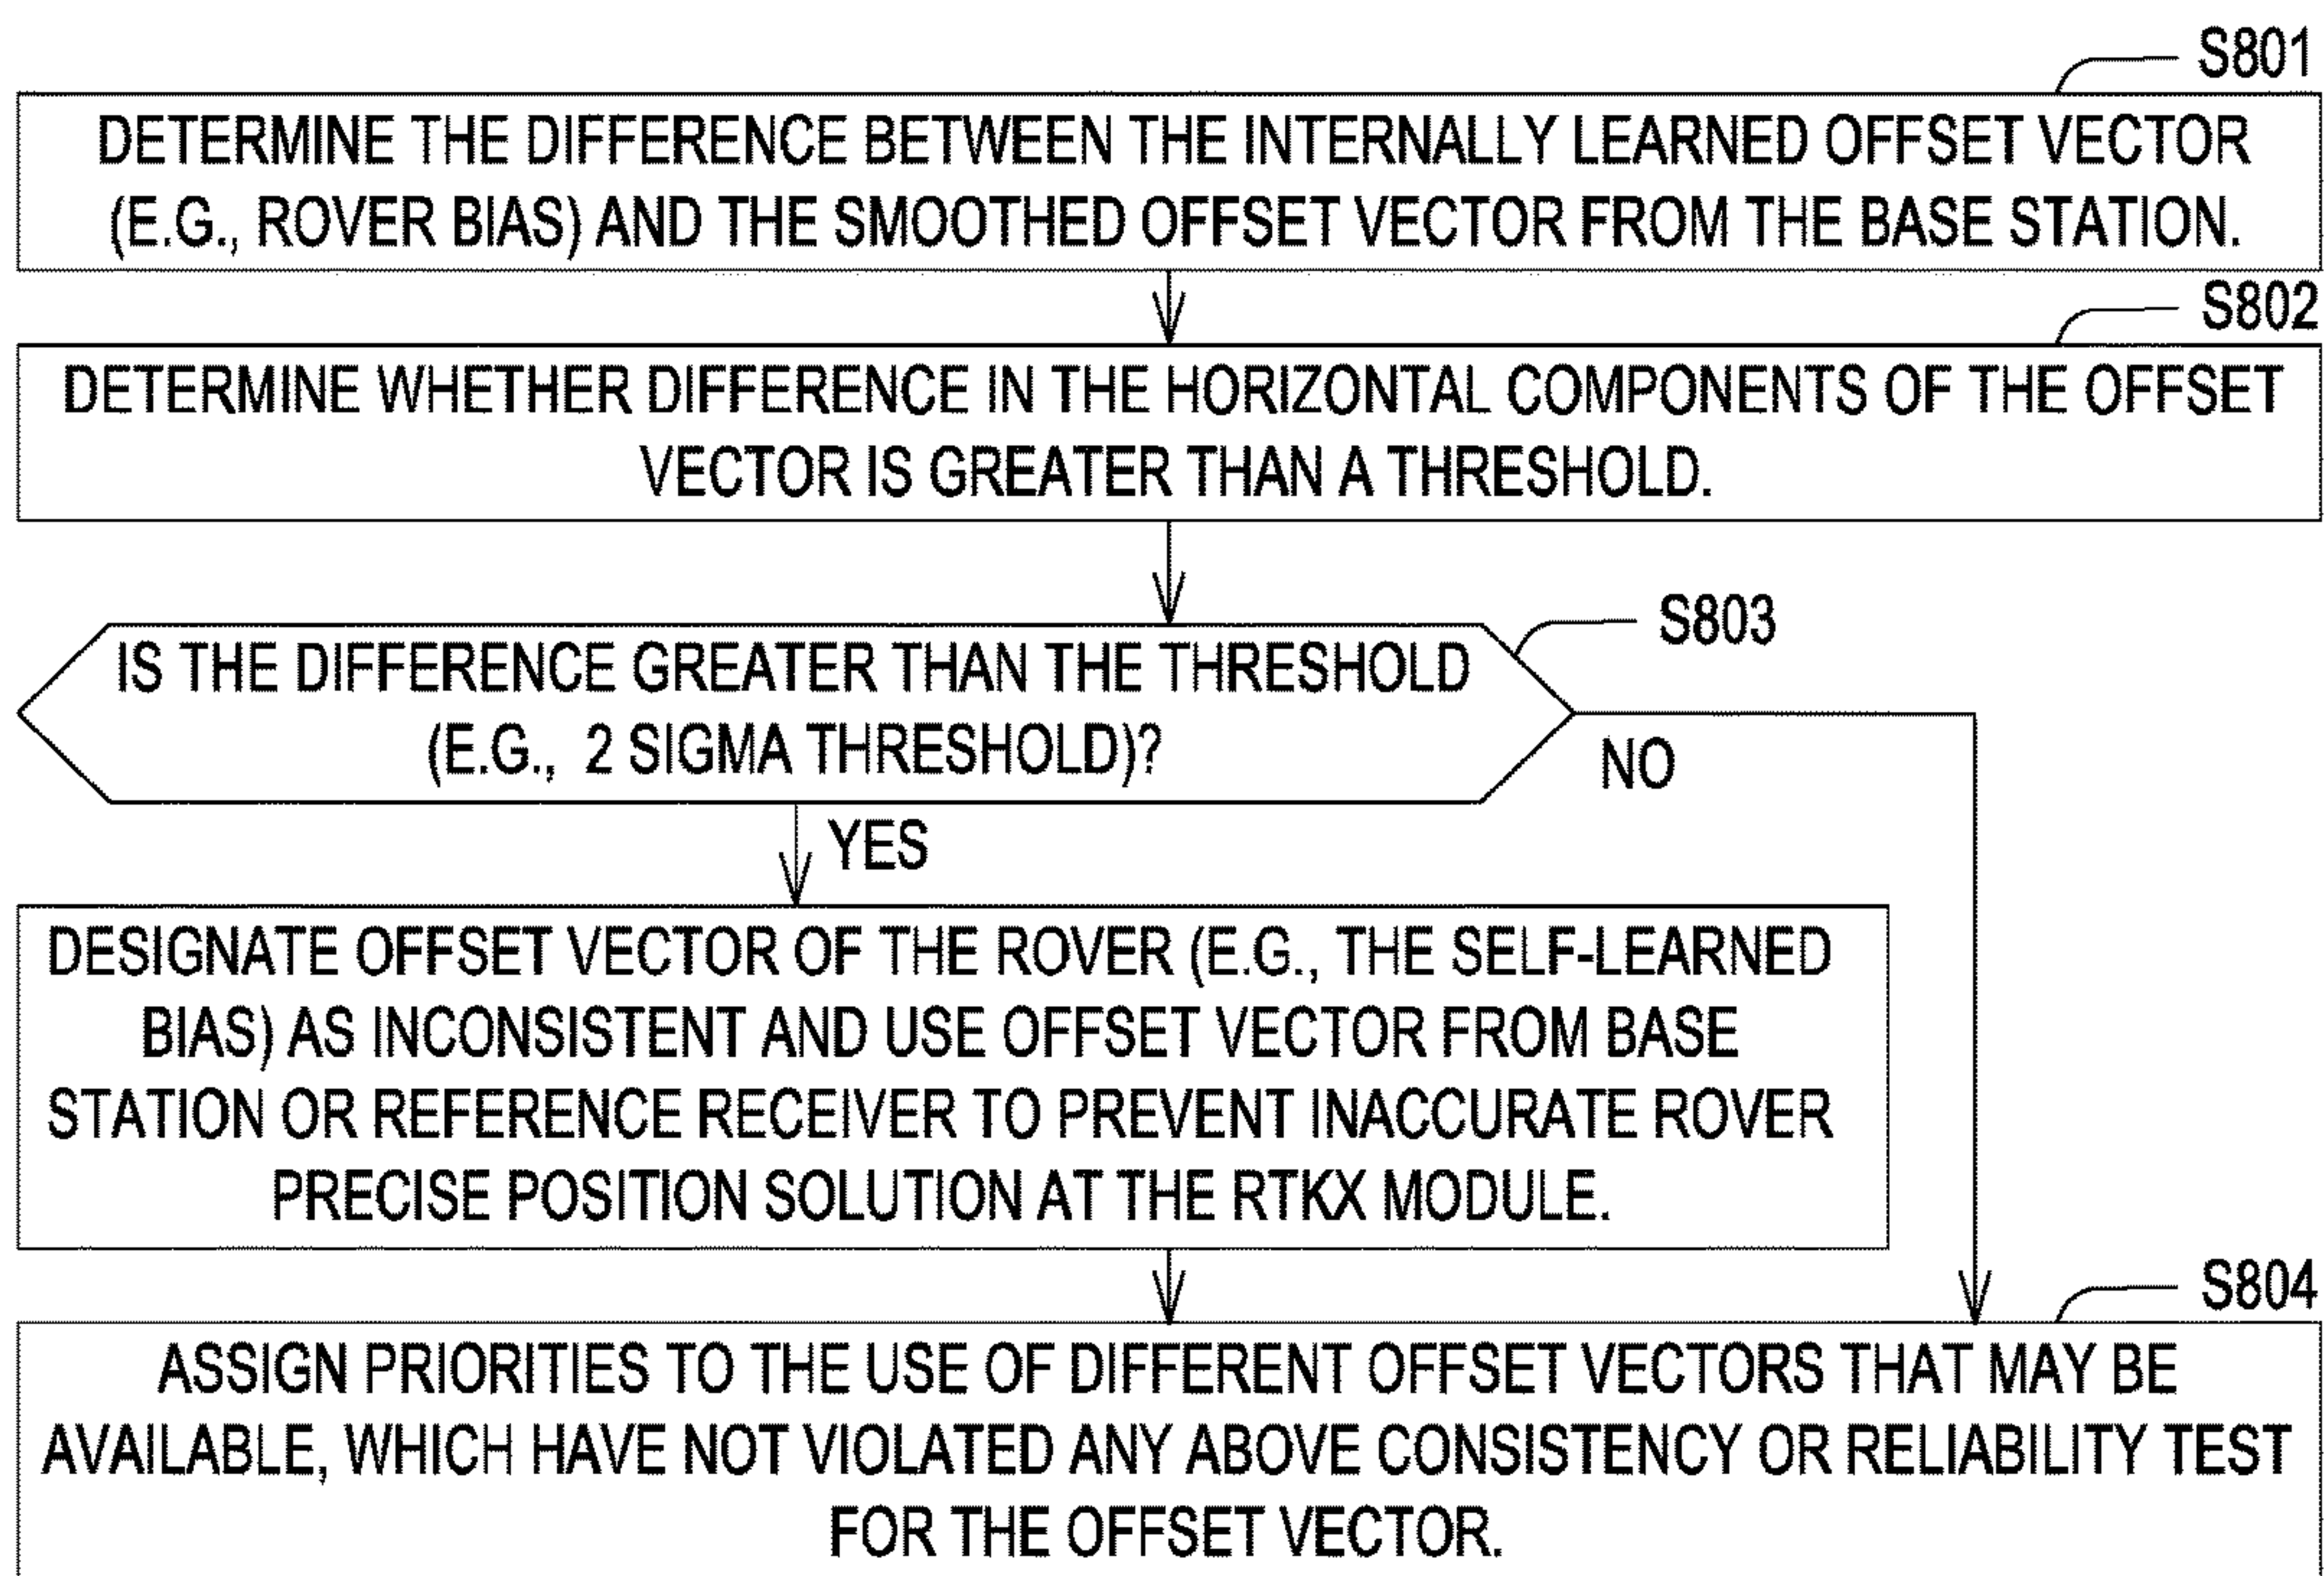 S801
DETERMINE THE DIFFERENCE BETWEEN THE INTERNALLY LEARNED OFFSET VECTOR
(E.G., ROVER BIAS) AND THE SMOOTHED OFFSET VECTOR FROM THE BASE STATION.
S802
DETERMINE WHETHER DIFFERENCE IN THE HORIZONTAL COMPONENTS OF THE OFFSET
VECTOR IS GREATER THAN A THRESHOLD.
S803
IS THE DIFFERENCE GREATER THAN THE THRESHOLD
(E.G., 2 SIGMA THRESHOLD)?
NO
YES
DESIGNATE OFFSET VECTOR OF THE ROVER (E.G., THE SELF-LEARNED
BIAS) AS INCONSISTENT AND USE OFFSET VECTOR FROM BASE
STATION OR REFERENCE RECEIVER TO PREVENT INACCURATE ROVER
PRECISE POSITION SOLUTION AT THE RTKX MODULE.
S804
ASSIGN PRIORITIES TO THE USE OF DIFFERENT OFFSET VECTORS THAT MAY BE
AVAILABLE, WHICH HAVE NOT VIOLATED ANY ABOVE CONSISTENCY OR RELIABILITY TEST
FOR THE OFFSET VECTOR.